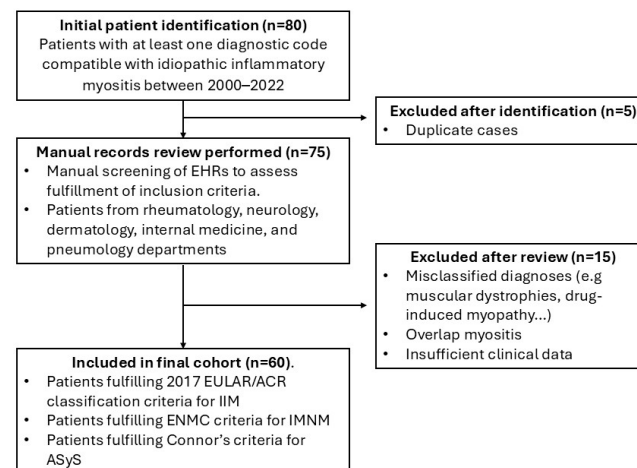 Initial patient identification (n=80)
Patients with at least one diagnostic code
compatible with idiopathic inflammatory
myositis between 2000–2022
Excluded after identification (n=5)
• Duplicate cases
Manual records review performed (n=75)
• Manual screening of EHRs to assess
fulfillment of inclusion criteria.
• Patients from rheumatology, neurology,
dermatology, internal medicine, and
pneumology departments
Excluded after review (n=15)
• Misclassified diagnoses (e.g
muscular dystrophies, drug-
induced myopathy...)
• Overlap myositis
• Insufficient clinical data
Included in final cohort (n=60).
• Patients fulfilling 2017 EULAR/ACR
classification criteria for IIM
• Patients fulfilling ENMC criteria for IMNM
• Patients fulfilling Connor's criteria for
ASyS